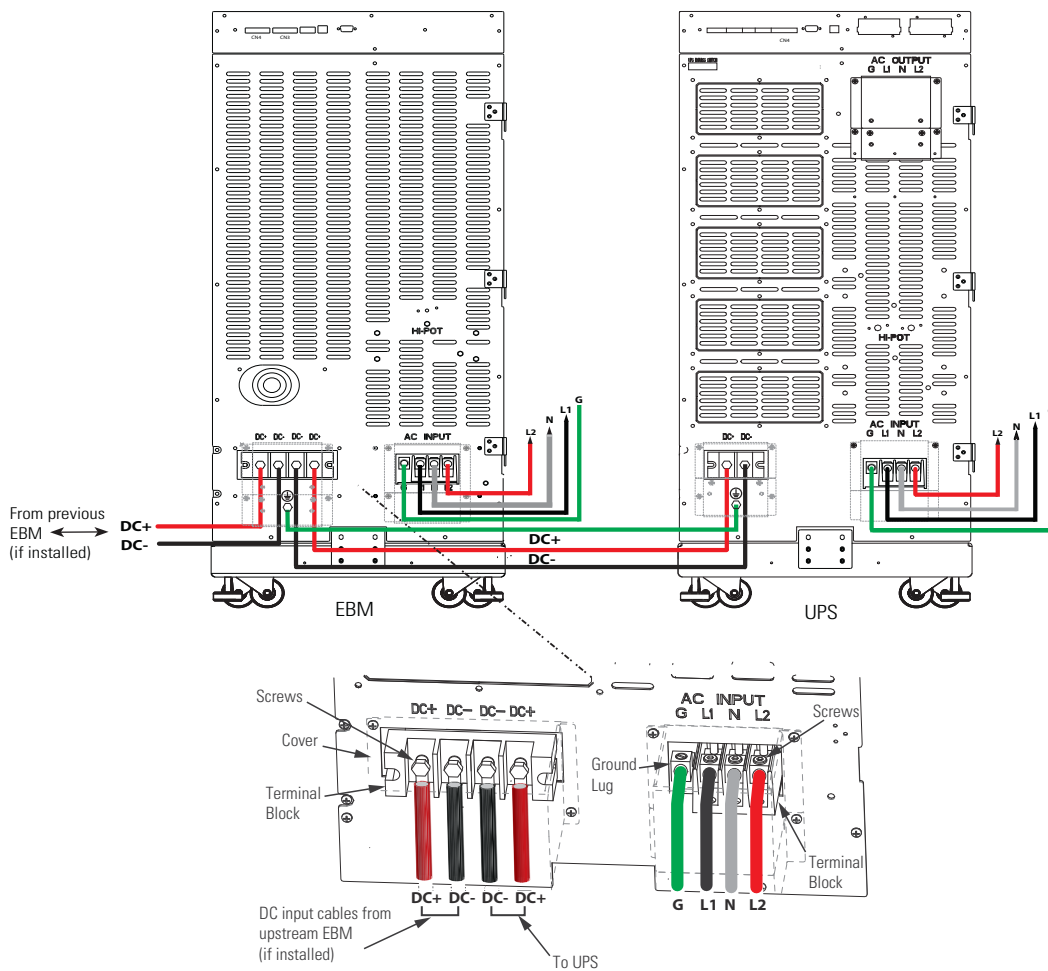 CN4 CN3
CN4
AC OUTPUT
G L1 N L2
HI-POT
HI-POT
DC+ DC- DC- DC+
AC INPUT
L2
N
L1
G
DC+ DC-
AC INPUT
G L1 N L2
L2
N
L1
From previous
EBM
(if installed)
DC+
DC-
DC+
DC-
EBM
UPS
Screws
Cover
Terminal
Block
DC+ DC- DC- DC+
DC+ DC- DC- DC+
DC input cables from
upstream EBM
(if installed)
To UPS
AC INPUT
G L1 N L2
Screws
Ground
Lug
Terminal
Block
G L1 N L2